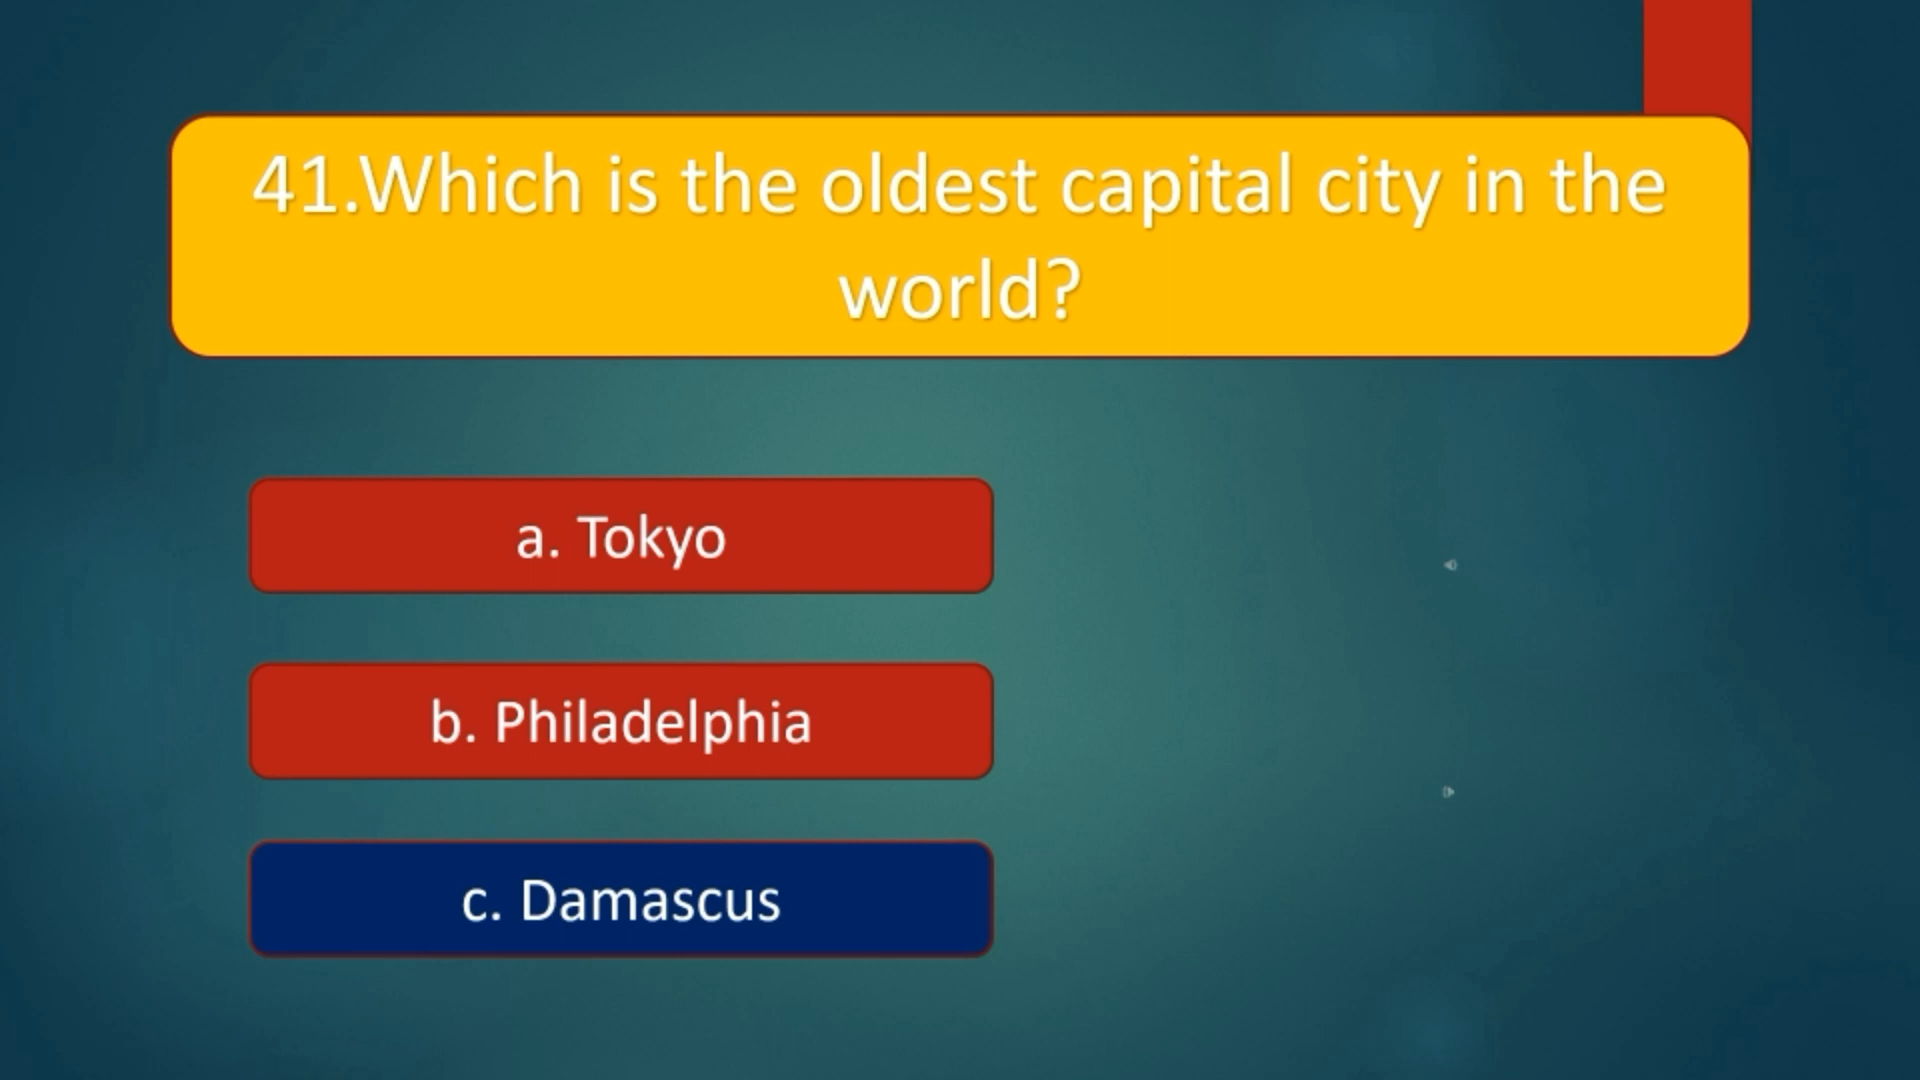 41.Which is the oldest capital city in the
world?
a. Tokyo
b. Philadelphia
c. Damascus